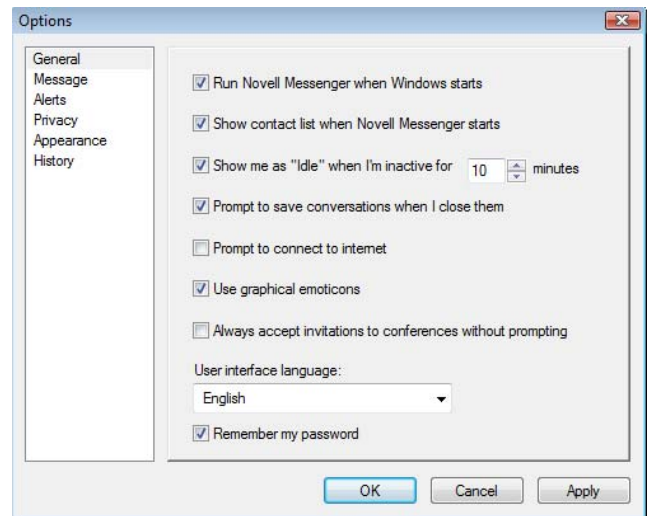 Options
General
Message
Alerts
Privacy
Appearance
History
Run Novell Messenger when Windows starts
Show contact list when Novell Messenger starts
Show me as "Idle" when I'm inactive for 10 minutes
Prompt to save conversations when I close them
Prompt to connect to internet
Use graphical emoticons
Always accept invitations to conferences without prompting
User interface language:
English
Remember my password
OK Cancel Apply